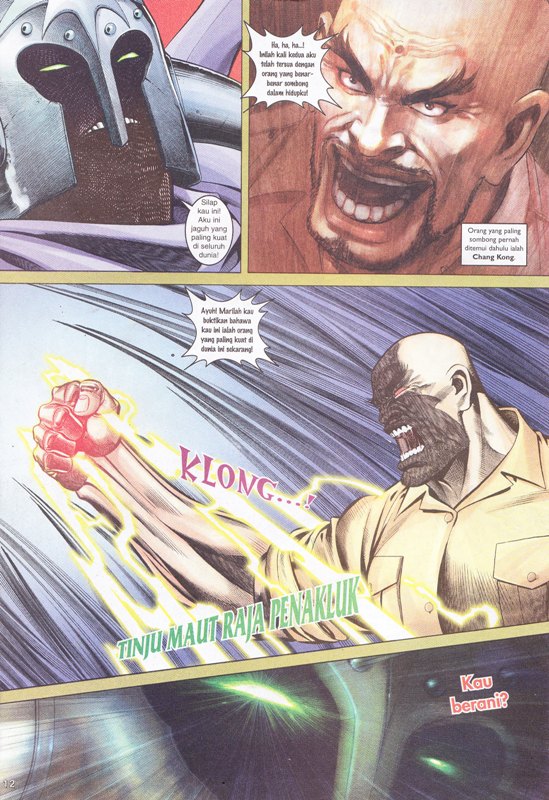 Silap
kau ini!
Aku ini
jaguh yang
paling kuat
di seluruh
dunia!
Ha, ha, ha...!
Inilah kali kedua aku
telah tersua dengan
orang yang benar-
benar sombong
dalam hidupku!
Orang yang paling
sombong pernah
ditemui dahulu ialah
Chang Kong.
Ayuh! Marilah kau
buktikan bahawa
kau ini ialah orang
yang paling kuat di
dunia ini sekarang!
KLONG...!
TINJU MAUT RAJA PENAKLUK
Kau
berani?
12